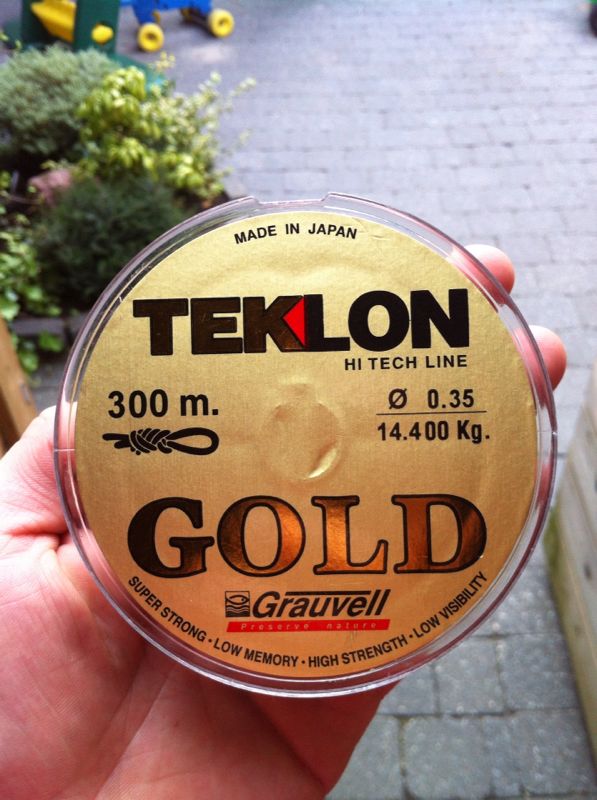 MADE IN JAPAN
TEKLON
HI TECH LINE
300 m.
Ø 0.35
14.400 Kg.
GOLD
Grauvell
Preserve nature
SUPER STRONG · LOW MEMORY · HIGH STRENGTH · LOW VISIBILITY